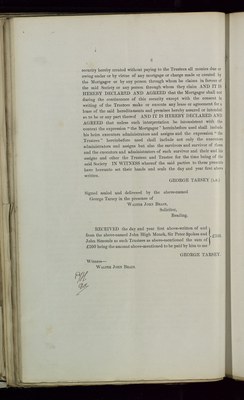 security hereby created without paying to the Trustees all moneys due or
owing under or by virtue of any mortgage or charge made or created by
the Mortgagor or by any person through whom he claims in favour of
the said Society or any person through whom they claim AND IT IS
HEREBY DECLARED AND AGREED that the Mortgagor shall not
during the continuance of this security except with the consent in
writing of the Trustees make or execute any lease or agreement for a
lease of the said hereditaments and premises hereby assured or intended
so to be or any part thereof AND IT IS HEREBY DECLARED AND
AGREED that unless such interpretation be inconsistent with the
context the expression "the Mortgagor" hereinbefore used shall include
his heirs executors administrators and assigns and the expression "the
Trustees" hereinbefore used shall include not only the
administrators and assigns but also the survivors and survivor of them
and the executors and administrators of such survivor and their and his
assigns and other the Trustees and Trustee for the time being of the
said Society IN WITNESS whereof the said parties to these presents
have hereunto set their hands and seals the day and year first above
written.
GEORGE TARSEY
Signed sealed and delivered by the above-named
George Tarsey in the presence of
WALTER JOHN BRAIN,
Solicitor,
Reading.
RECEIVED the day and year first above-written of and
from the above-named John High Marsh, Sir Peter Spokes and
John Simonds as such Trustees as above-mentioned the sum of
£500 being the amount above-mentioned to be paid by him to me
£500
GEORGE TARSEY.
Witness—
WALTER JOHN BRAIN.